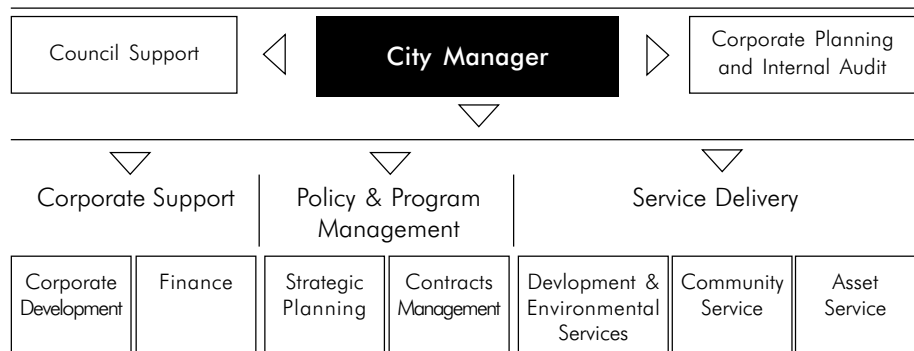 Council Support
City Manager
Corporate Planning
and Internal Audit
Corporate Support
Policy & Program
Management
Service Delivery
Corporate
Development
Finance
Strategic
Planning
Contracts
Management
Devlopment &
Environmental
Services
Community
Service
Asset
Service